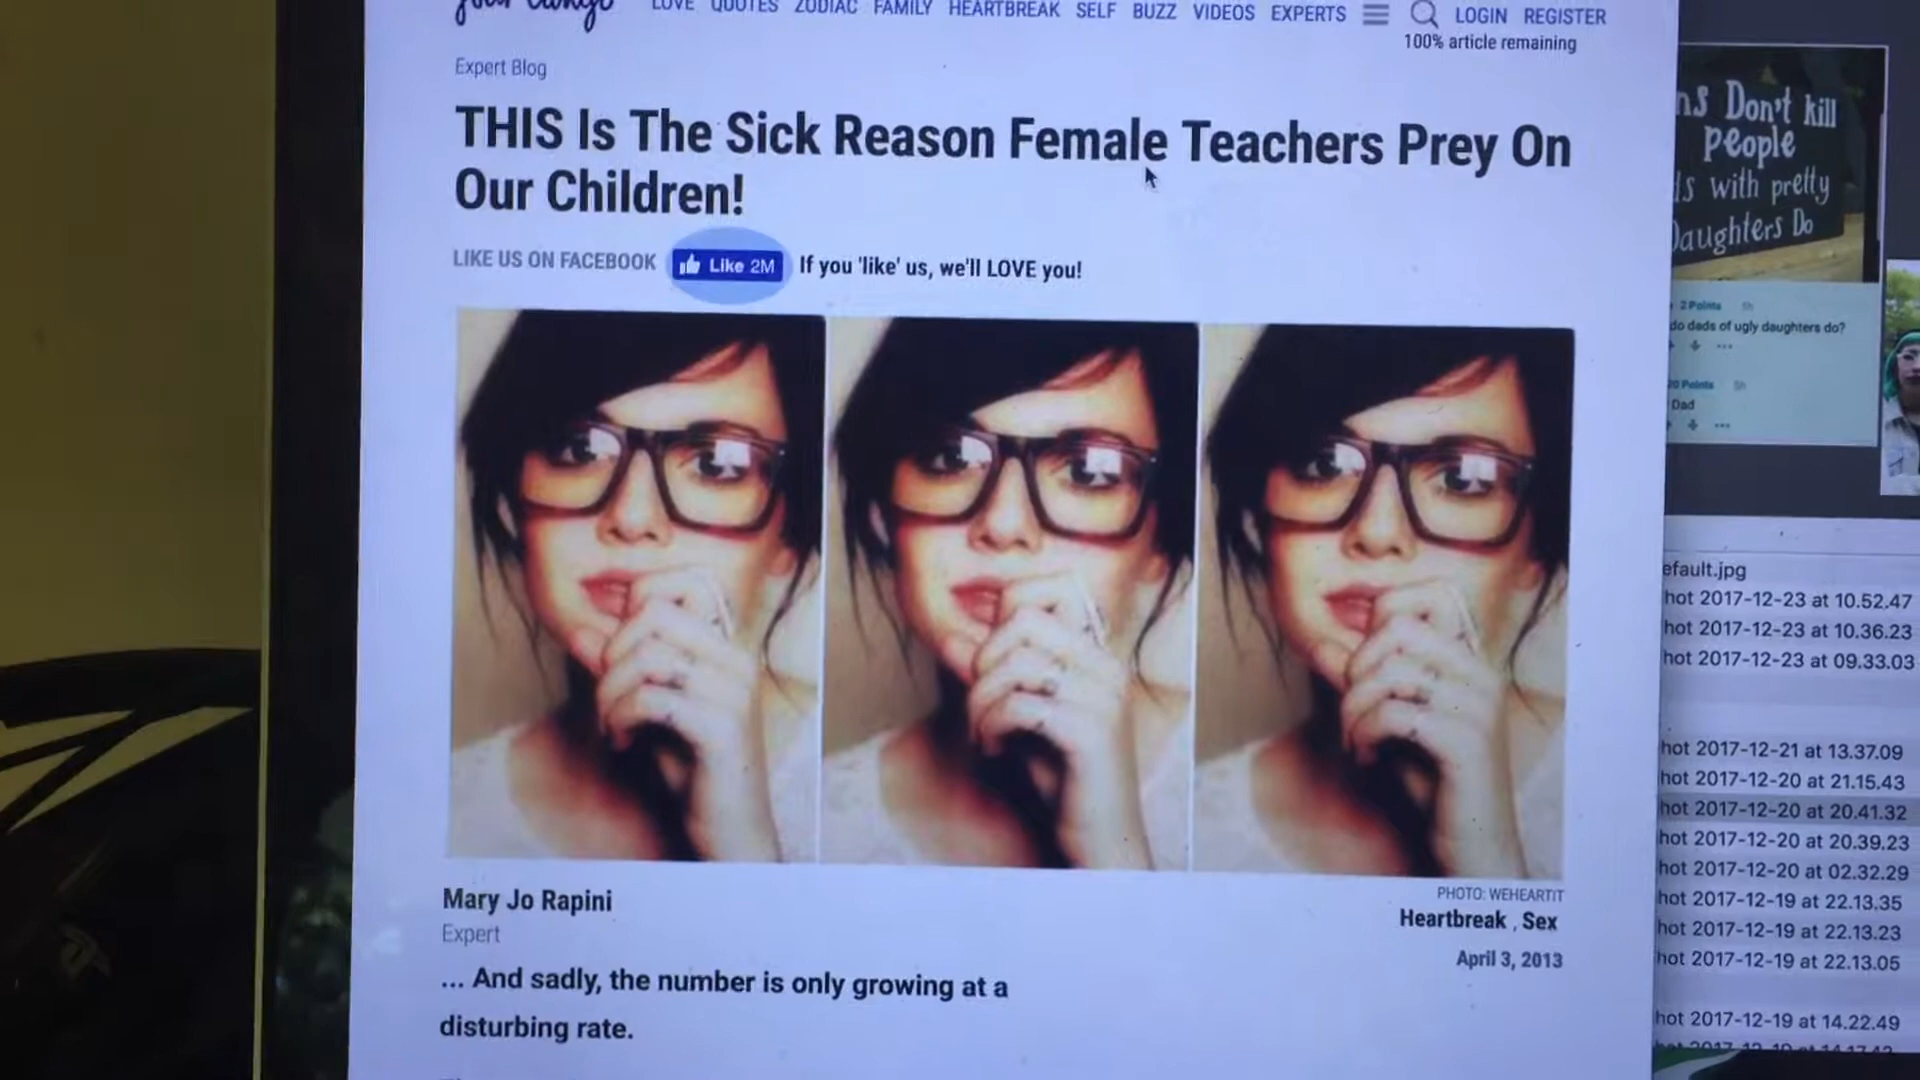 LOVE QUOTES ZODIAC FAMILY HEARTBREAK SELF BUZZ VIDEOS EXPERTS LOGIN REGISTER
100% article remaining
Expert Blog
THIS Is The Sick Reason Female Teachers Prey On
Our Children!
LIKE US ON FACEBOOK Like 2M If you 'like' us, we'll LOVE you!
Mary Jo Rapini
Expert
PHOTO: WEHEARTIT
Heartbreak , Sex
April 3, 2013
... And sadly, the number is only growing at a
disturbing rate.
ns Don't kill
people
ds with pretty
Daughters Do
2 Points 5h
do dads of ugly daughters do?
20 Points 5h
Dad
efault.jpg
hot 2017-12-23 at 10.52.47
hot 2017-12-23 at 10.36.23
hot 2017-12-23 at 09.33.03
hot 2017-12-21 at 13.37.09
hot 2017-12-20 at 21.15.43
hot 2017-12-20 at 20.41.32
hot 2017-12-20 at 20.39.23
hot 2017-12-20 at 02.32.29
hot 2017-12-19 at 22.13.35
hot 2017-12-19 at 22.13.23
hot 2017-12-19 at 22.13.05
hot 2017-12-19 at 14.22.49